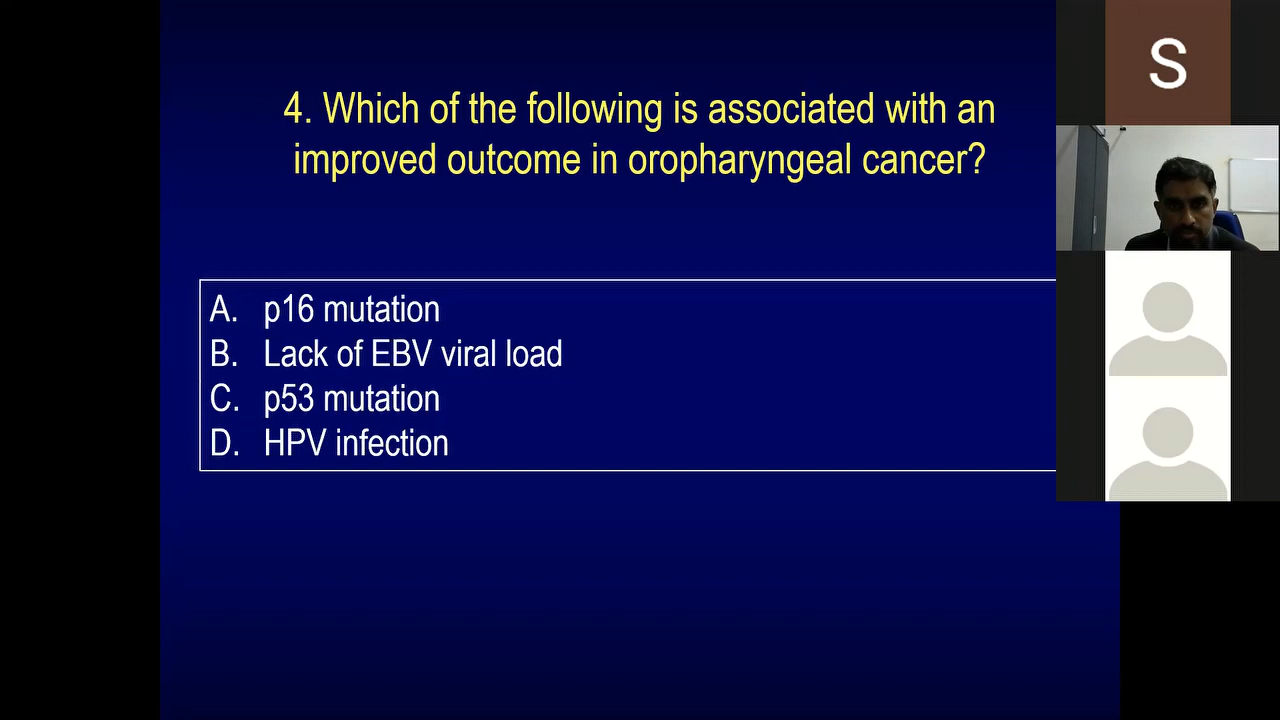 4. Which of the following is associated with an
improved outcome in oropharyngeal cancer?
A. p16 mutation
B. Lack of EBV viral load
C. p53 mutation
D. HPV infection
S